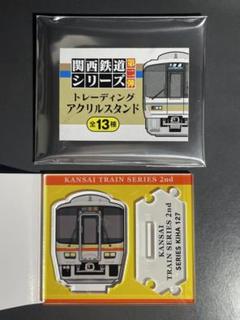 関西鉄道
シリーズ
第二弾
トレーディング
アクリルスタンド
全13種
KANSAI TRAIN SERIES 2nd
KANSAI
TRAIN SERIES 2nd
SERIES KIHA 127